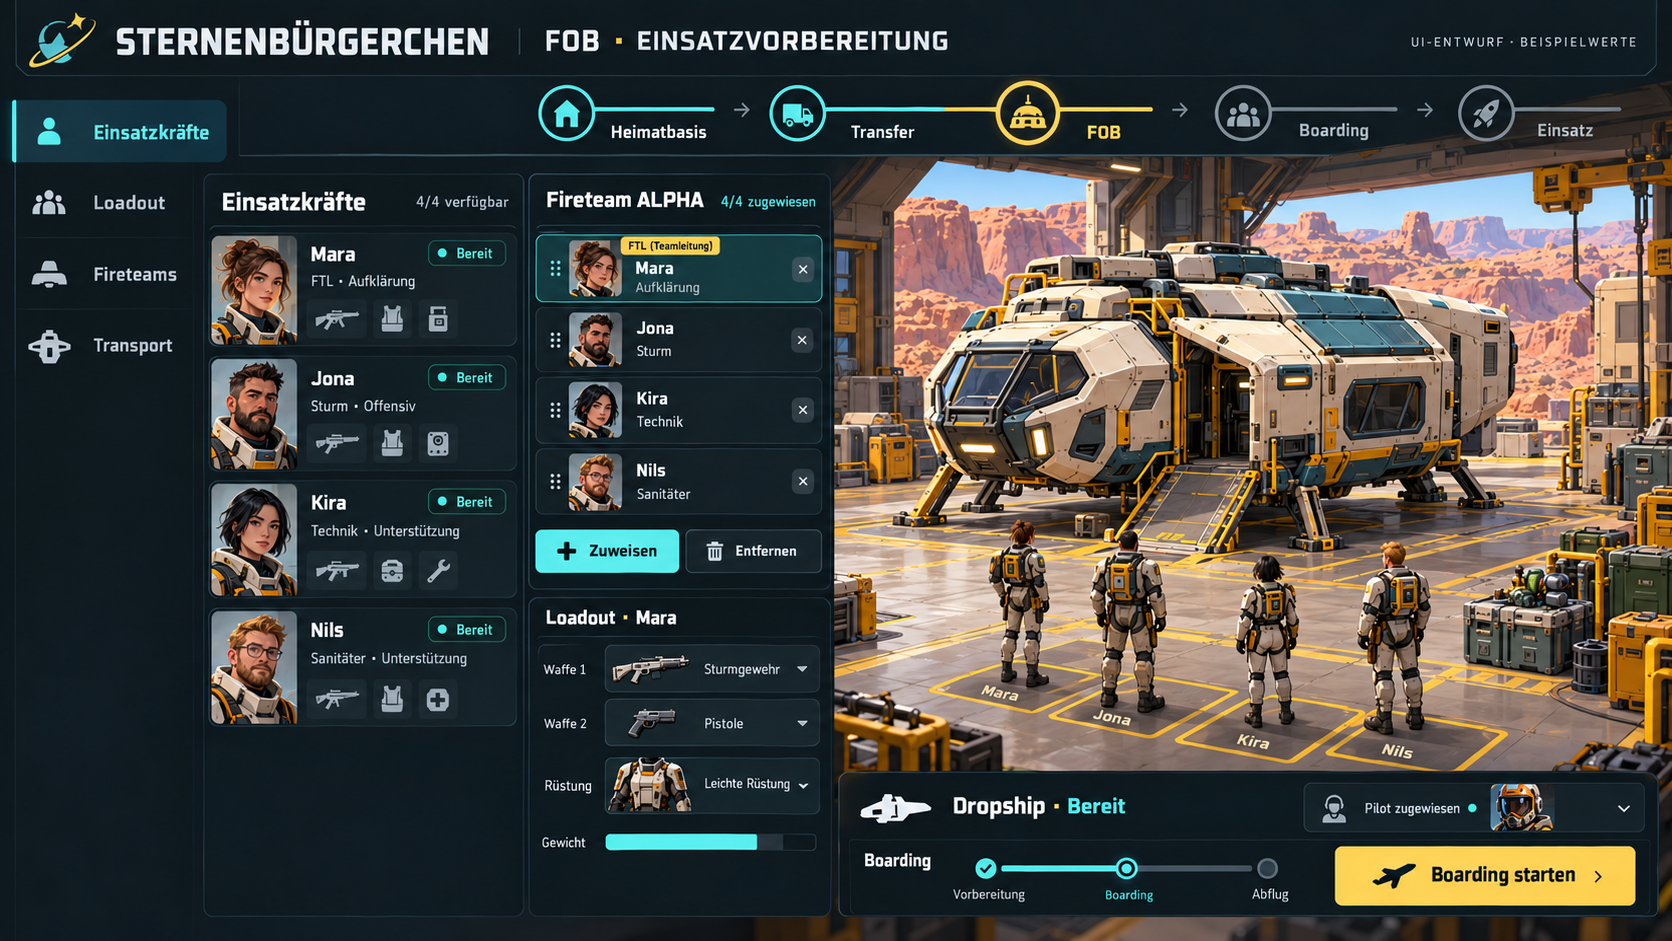 STERNENBÜRGERCHEN
FOB · EINSATZVORBEREITUNG
UI-ENTWURF · BEISPIELWERTE
Heimatbasis
Transfer
FOB
Boarding
Einsatz
Einsatzkräfte
Loadout
Fireteams
Transport
Einsatzkräfte
4/4 verfügbar
Mara
Bereit
FTL • Aufklärung
Jona
Bereit
Sturm • Offensiv
Kira
Bereit
Technik • Unterstützung
Nils
Bereit
Sanitäter • Unterstützung
Fireteam ALPHA
4/4 zugewiesen
FTL (Teamleitung)
Mara
Aufklärung
Jona
Sturm
Kira
Technik
Nils
Sanitäter
Zuweisen
Entfernen
Loadout · Mara
Waffe 1
Sturmgewehr
Waffe 2
Pistole
Rüstung
Leichte Rüstung
Gewicht
Mara
Jona
Kira
Nils
Dropship · Bereit
Pilot zugewiesen
Boarding
Vorbereitung
Boarding
Abflug
Boarding starten